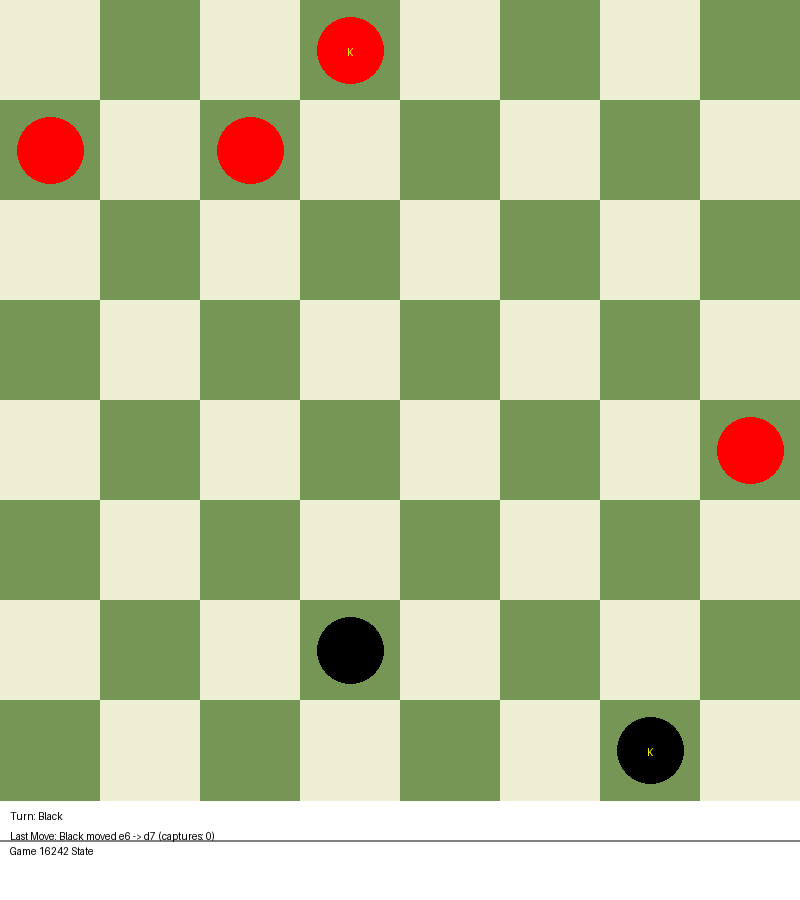 K
K
Turn: Black
Last Move: Black moved e6 -> d7 (captures: 0)
Game 16242 State